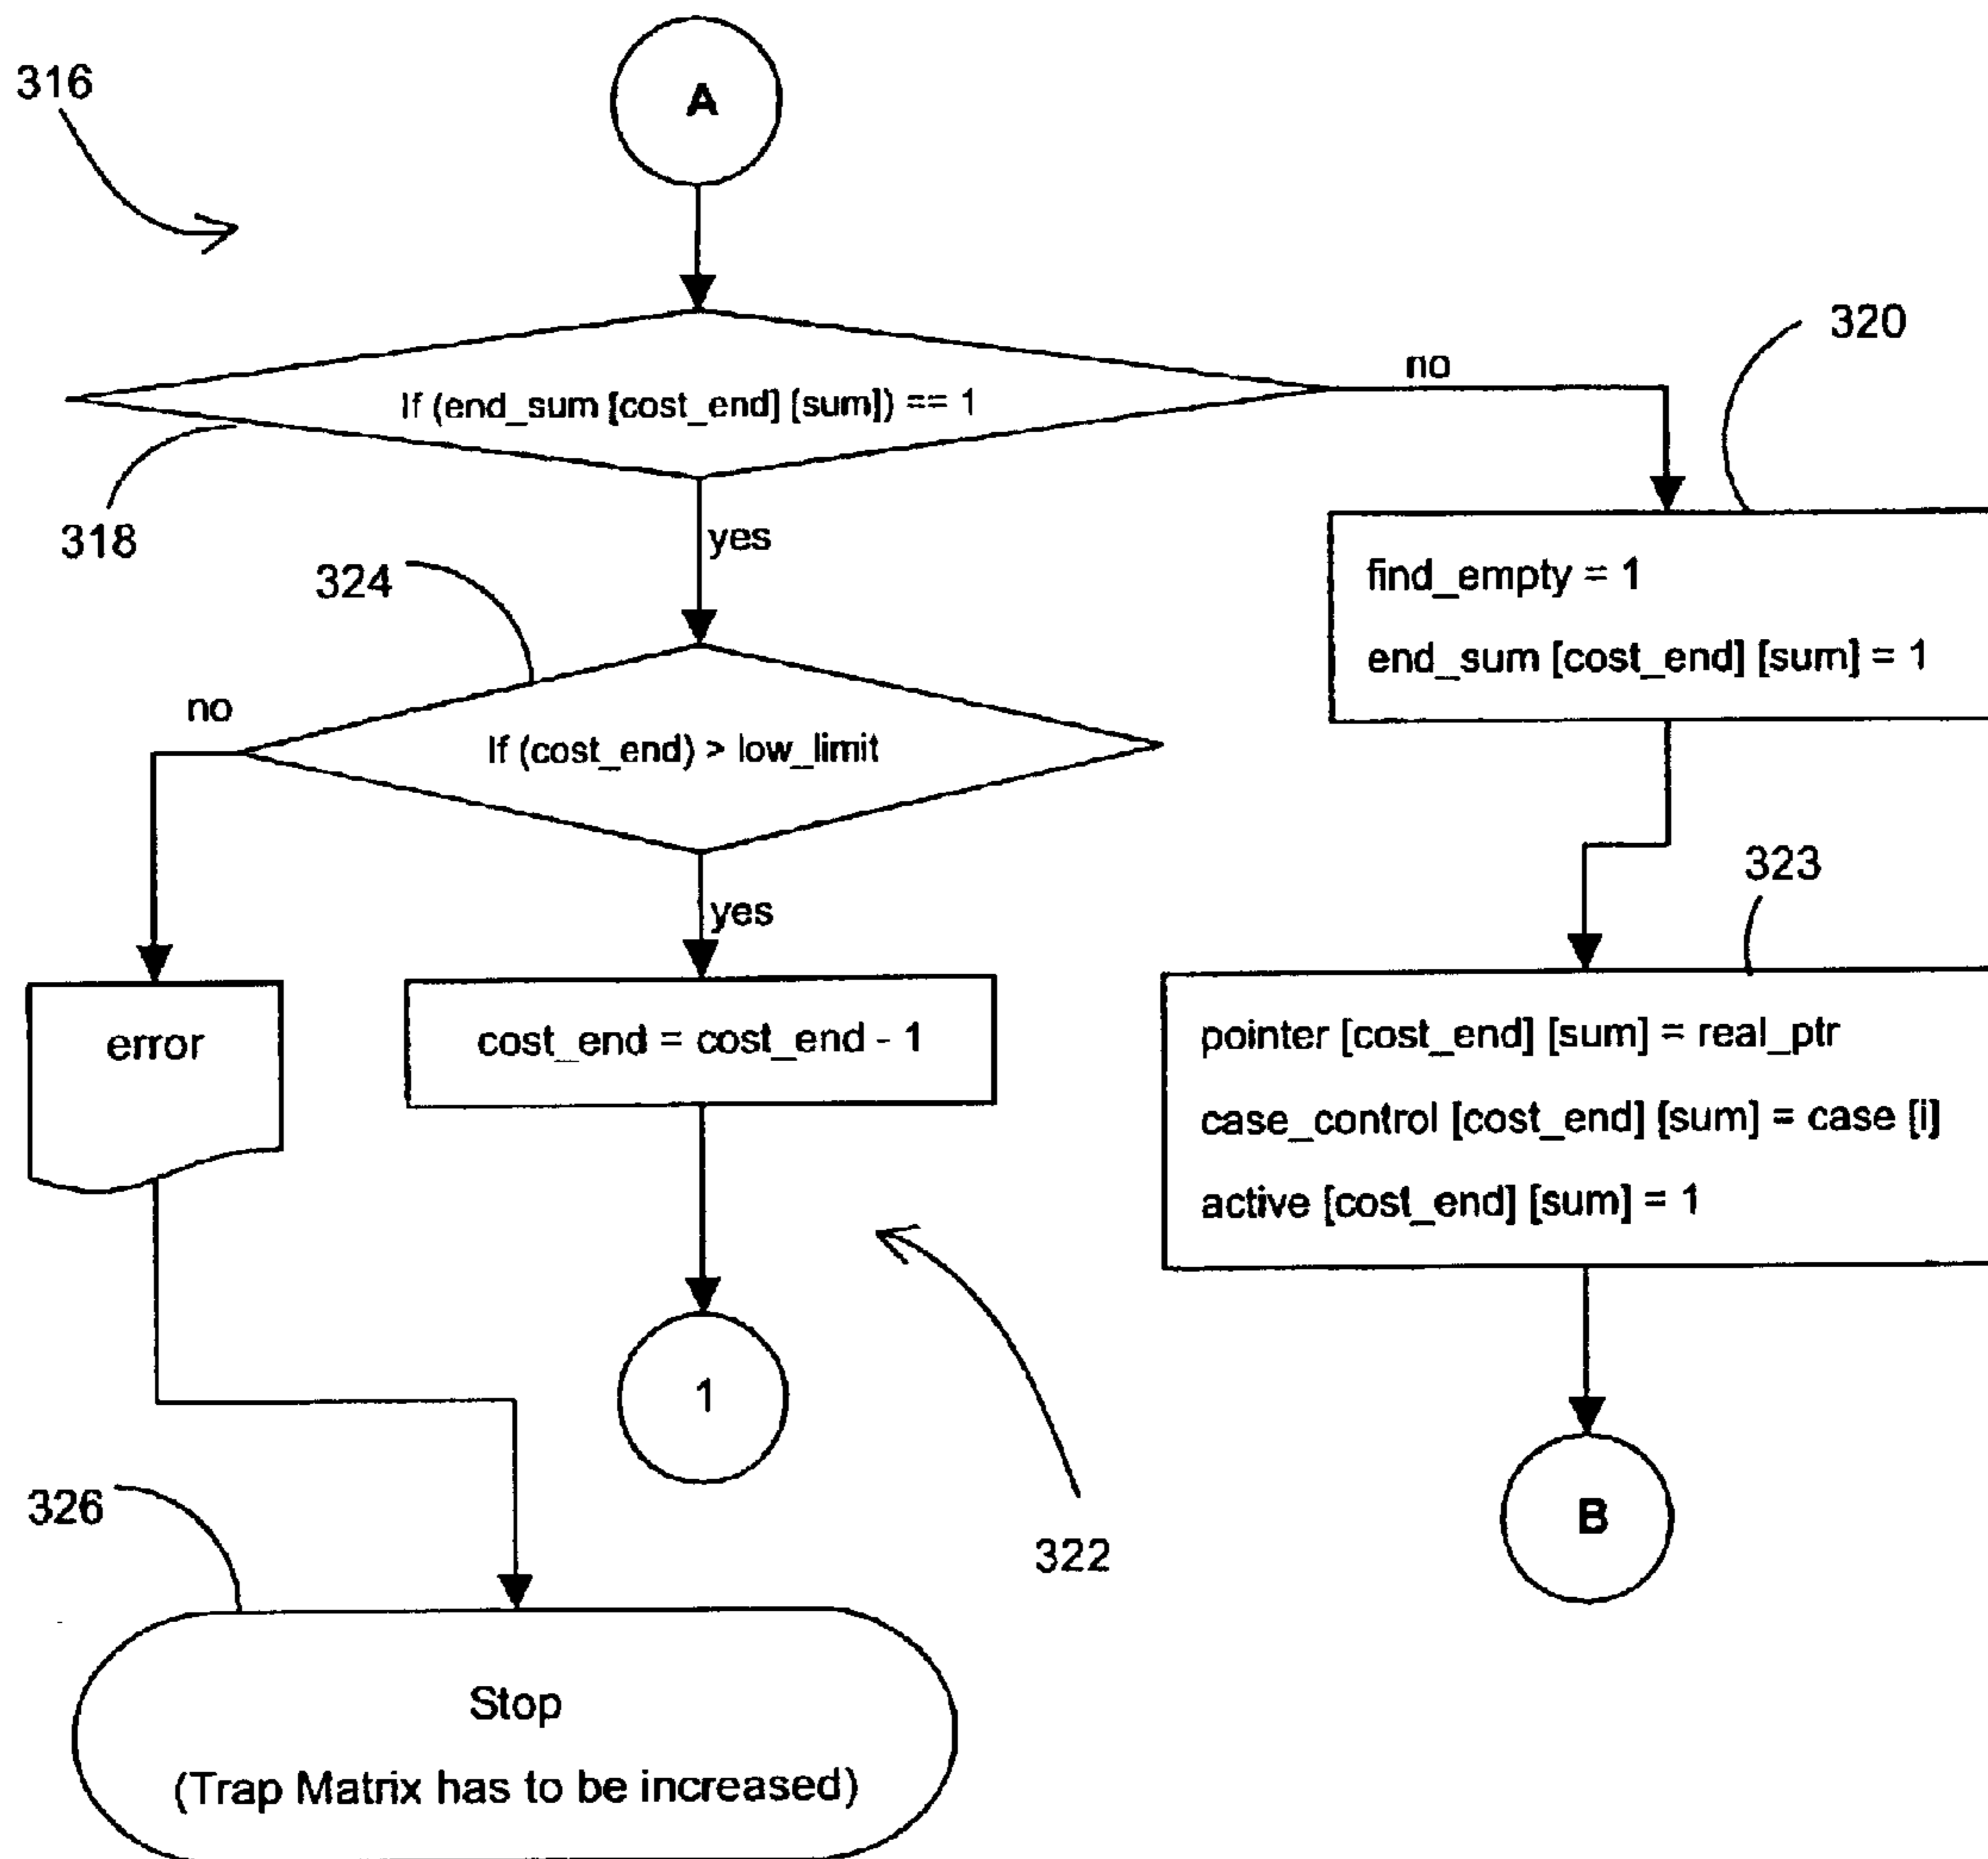 316
A
320
no
If (end_sum [cost_end] [sum]) == 1
318
yes
324
find_empty = 1
end_sum [cost_end] [sum] = 1
no
If (cost_end) > low_limit
323
yes
error
cost_end = cost_end - 1
pointer [cost_end] [sum] = real_ptr
case_control [cost_end] [sum] = case [i]
active [cost_end] [sum] = 1
1
326
322
B
Stop
(Trap Matrix has to be increased)